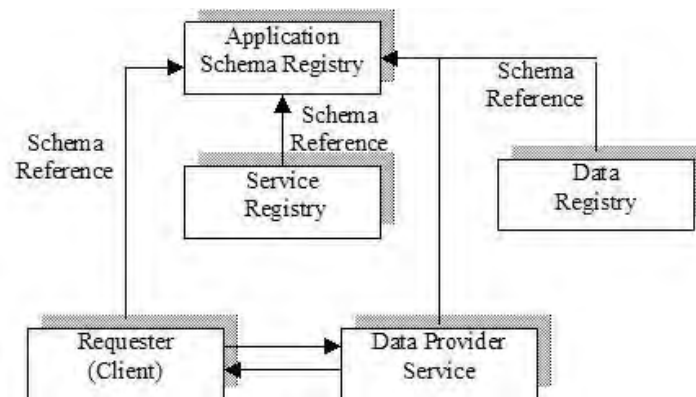 Application
Schema Registry
Schema
Reference
Schema
Reference
Schema
Reference
Service
Registry
Data
Registry
Requester
(Client)
Data Provider
Service